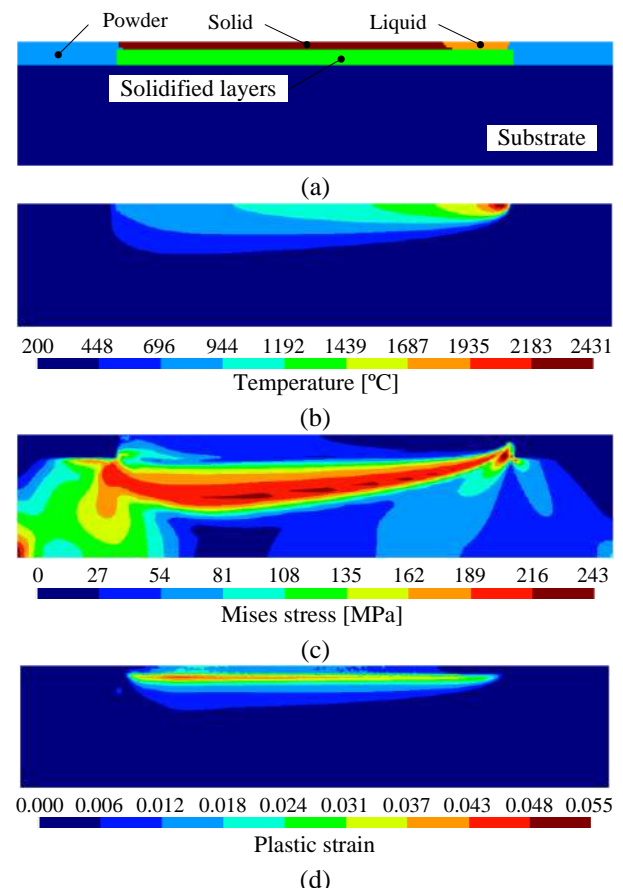 Powder Solid Liquid
Solidified layers
Substrate
(a)
200 448 696 944 1192 1439 1687 1935 2183 2431
Temperature [ºC]
(b)
0 27 54 81 108 135 162 189 216 243
Mises stress [MPa]
(c)
0.000 0.006 0.012 0.018 0.024 0.031 0.037 0.043 0.048 0.055
Plastic strain
(d)